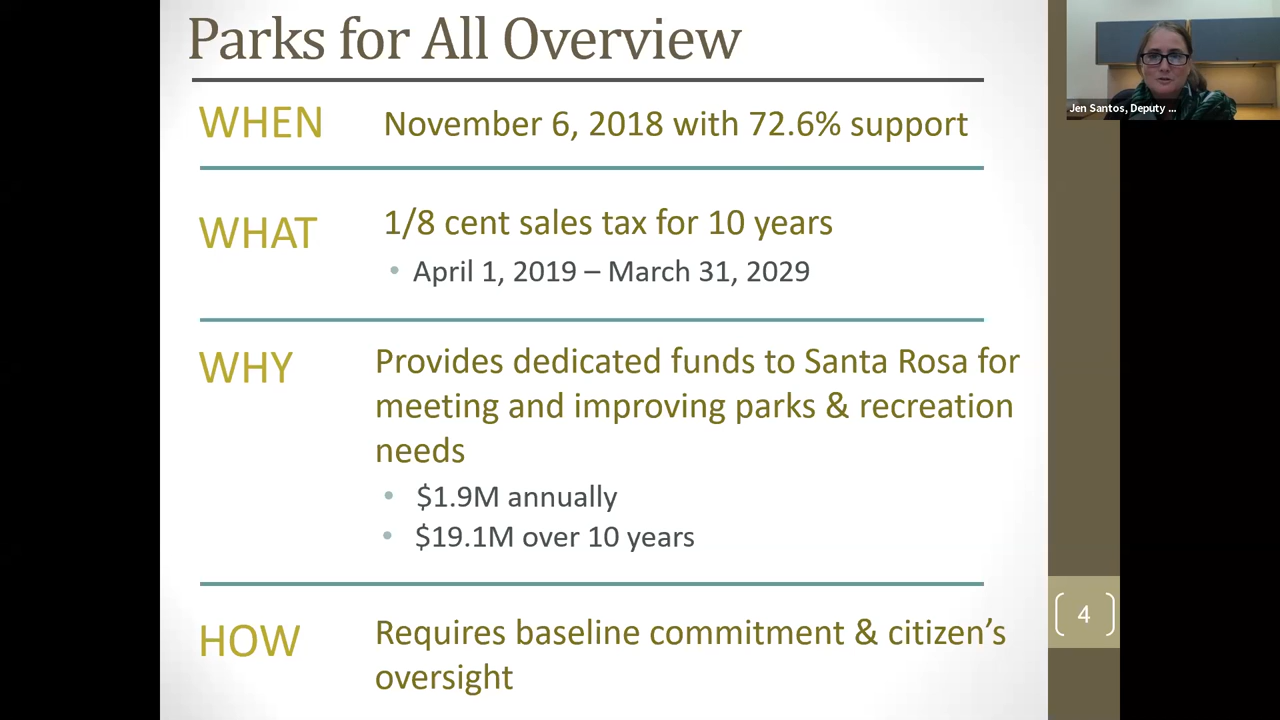 Parks for All Overview
WHEN
November 6, 2018 with 72.6% support
WHAT
1/8 cent sales tax for 10 years
• April 1, 2019 – March 31, 2029
WHY
Provides dedicated funds to Santa Rosa for
meeting and improving parks & recreation
needs
• $1.9M annually
• $19.1M over 10 years
HOW
Requires baseline commitment & citizen’s
oversight
4
Jen Santos, Deputy ...